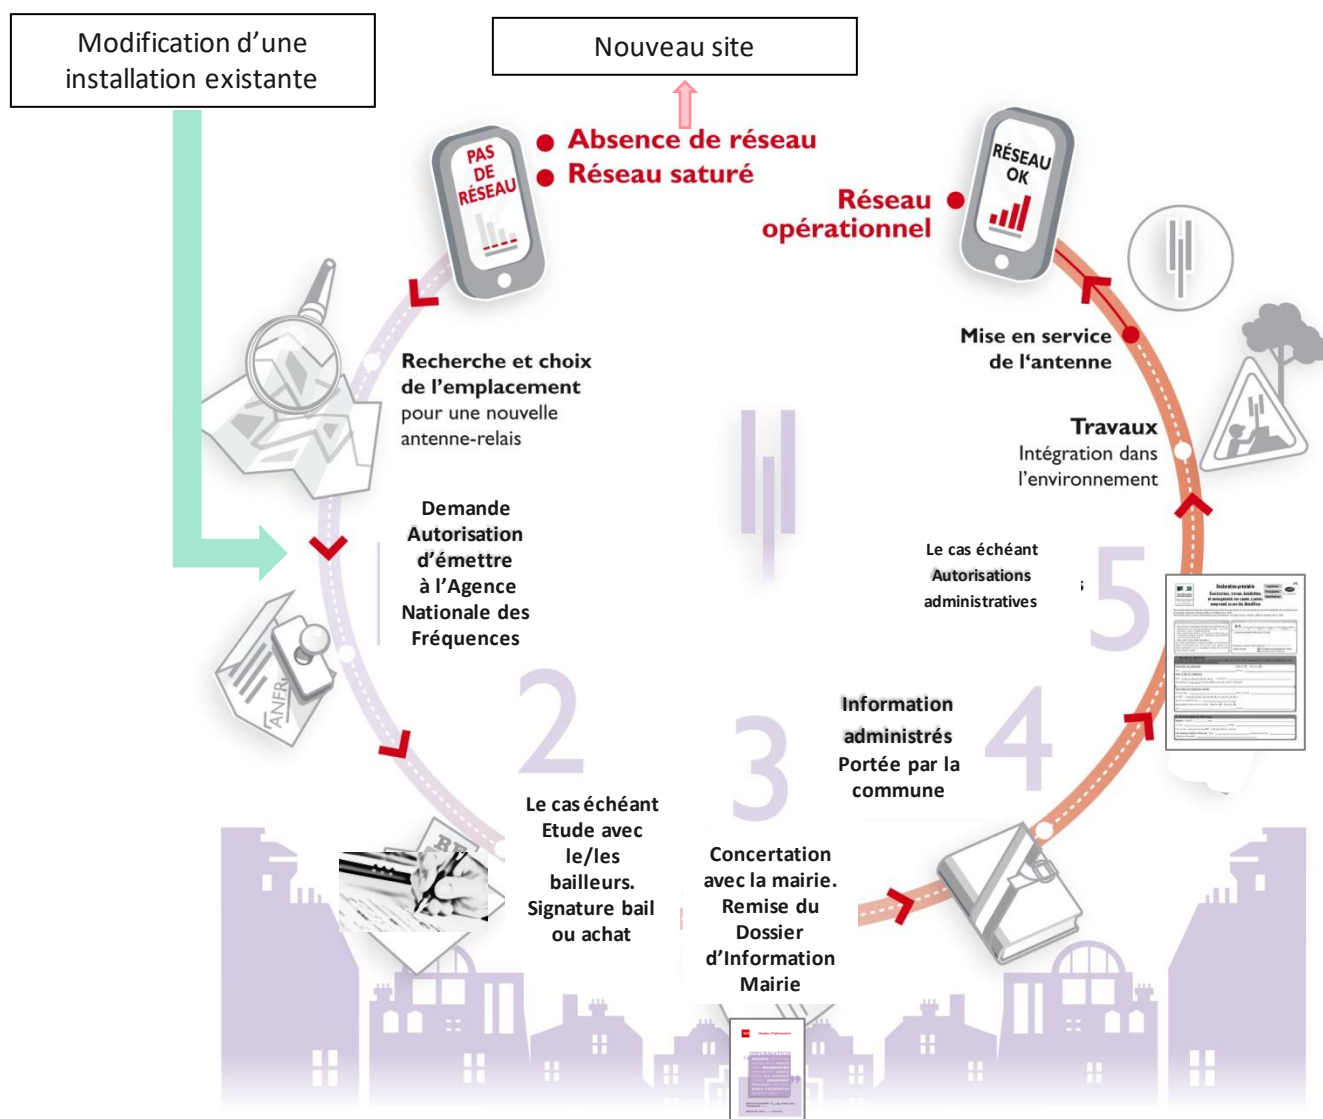 Modification d’une
installation existante
Nouveau site
PAS
DE
RÉSEAU
Absence de réseau
Réseau saturé
RÉSEAU
OK
Réseau
opérationnel
Recherche et choix
de l’emplacement
pour une nouvelle
antenne-relais
Mise en service
de l‘antenne
Travaux
Intégration dans
l’environnement
Demande
Autorisation
d’émettre
à l’Agence
Nationale des
Fréquences
ANFR
2
Le cas échéant
Etude avec
le/les
bailleurs.
Signature bail
ou achat
3
Concertation
avec la mairie.
Remise du
Dossier
d’Information
Mairie
4
Information
administrés
Portée par la
commune
5
Le cas échéant
Autorisations
administratives
Déclaration préalable